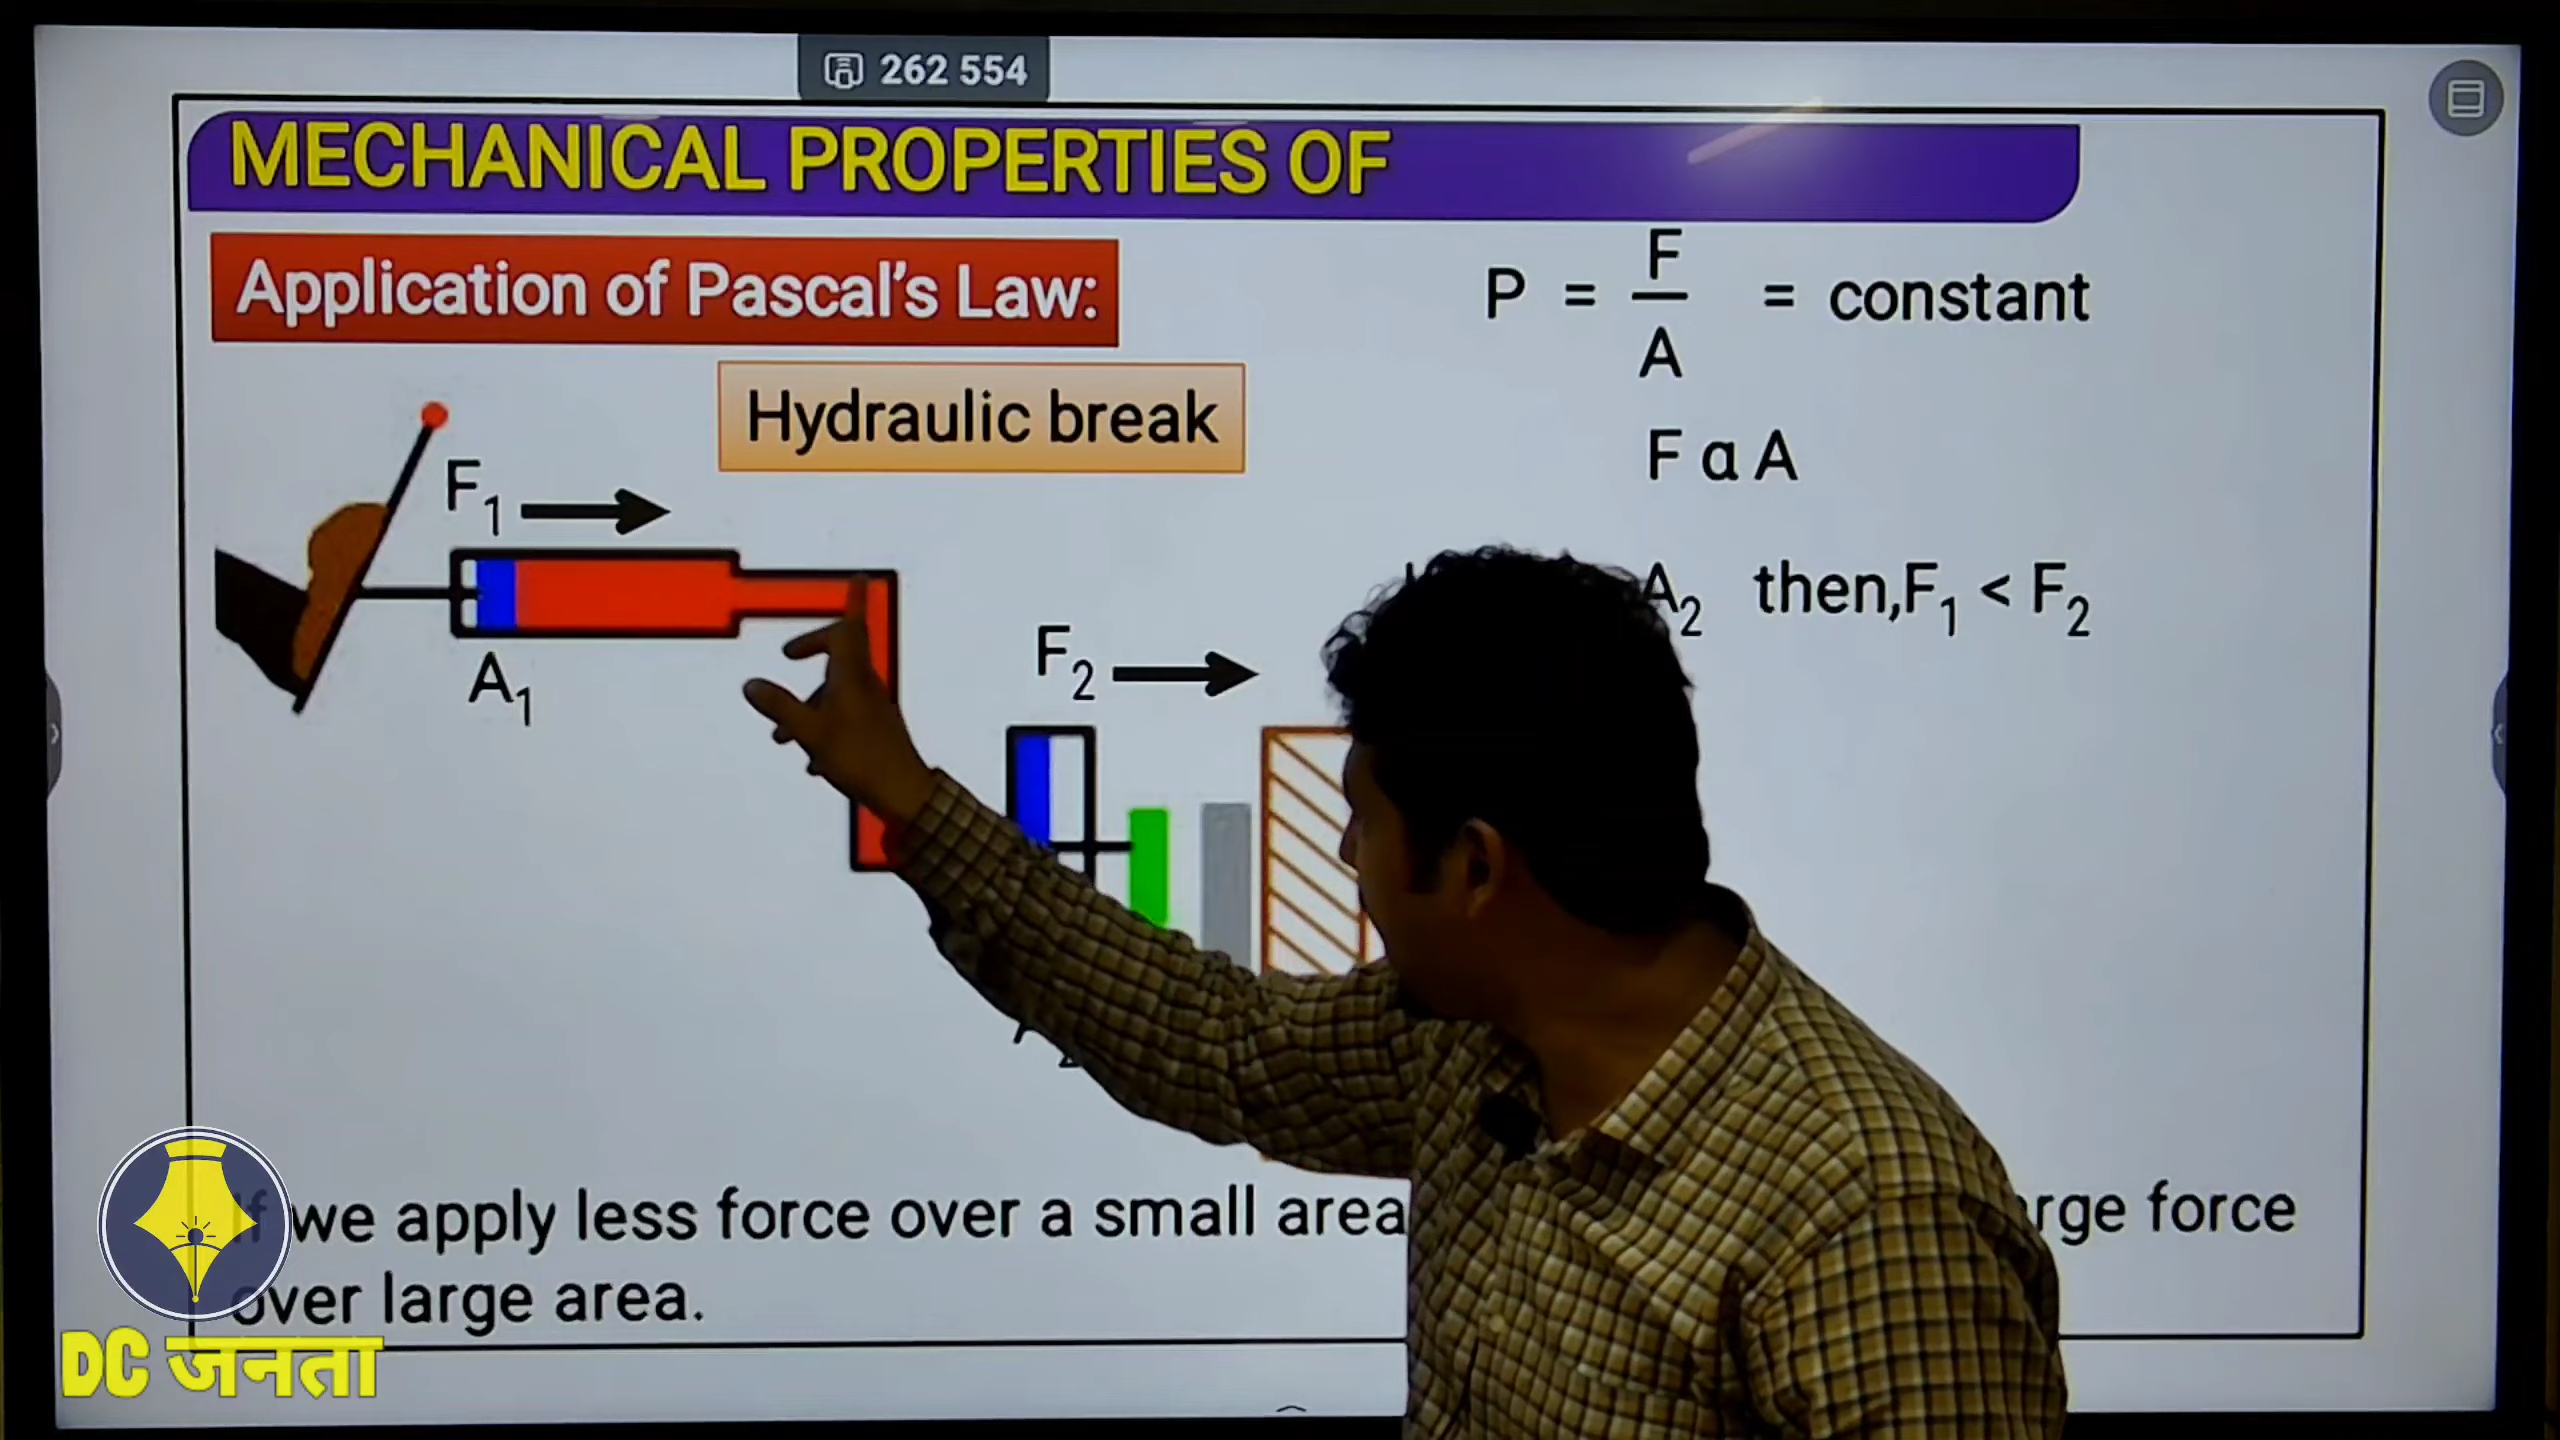 262 554
MECHANICAL PROPERTIES OF
Application of Pascal's Law:
P = F/A = constant
Hydraulic break
F α A
F₁
A₂ then,F₁ < F₂
F₂
A₁
If we apply less force over a small area
rge force
over large area.
DC जनता